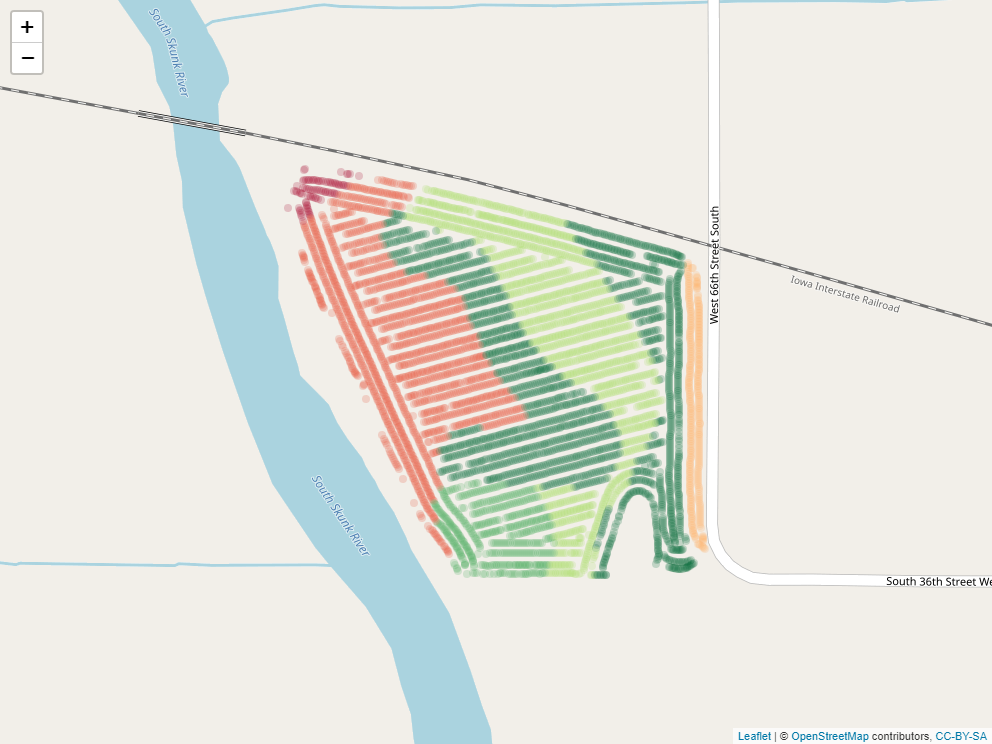 +
−
South Skunk River
West 66th Street South
Iowa Interstate Railroad
South Skunk River
South 36th Street We
Leaflet | © OpenStreetMap contributors, CC-BY-SA